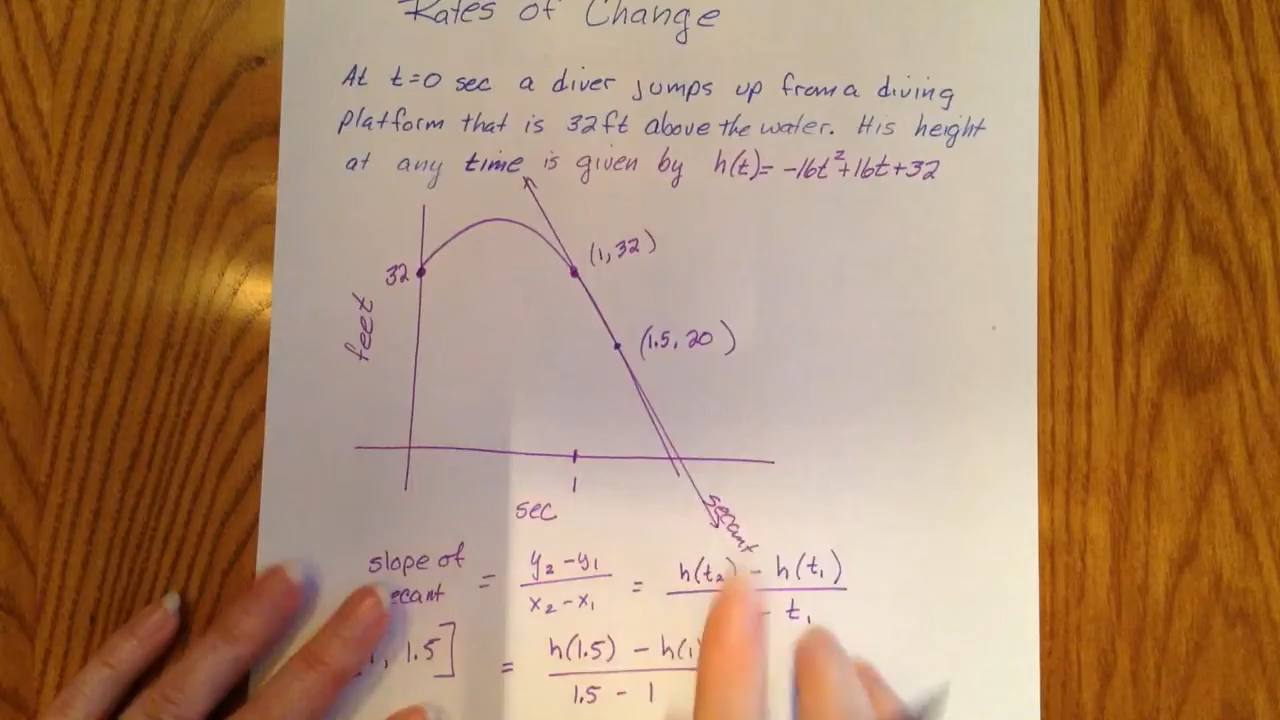 Rates of Change
At t=0 sec a diver jumps up from a diving
platform that is 32ft above the water. His height
at any time is given by h(t)= -16t²+16t+32
(1,32)
32
feet
(1.5, 20)
1
sec
secant
slope of = y₂-y₁ / x₂-x₁ = h(t₂) - h(t₁) / - t₁
ecant
, 1.5] = h(1.5) - h(1) / 1.5 - 1